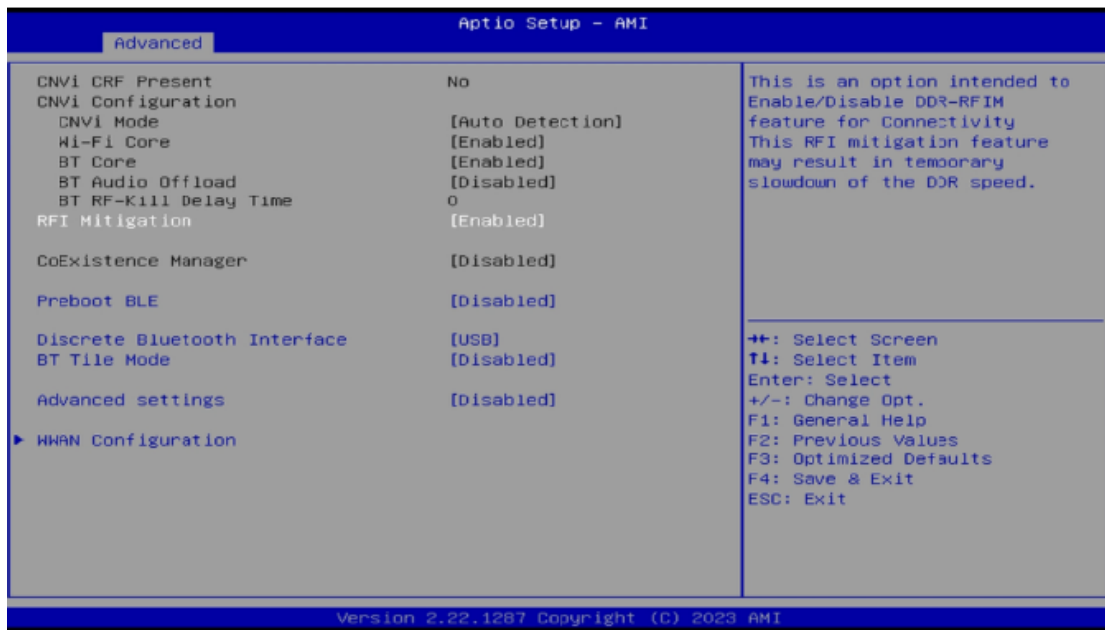 Aptio Setup – AMI
Advanced
CNVi CRF Present No
CNVi Configuration
CNVi Mode [Auto Detection]
Wi-Fi Core [Enabled]
BT Core [Enabled]
BT Audio Offload [Disabled]
BT RF-Kill Delay Time 0
RFI Mitigation [Enabled]
CoExistence Manager [Disabled]
Preboot BLE [Disabled]
Discrete Bluetooth Interface [USB]
BT Tile Mode [Disabled]
Advanced settings [Disabled]
► WWAN Configuration
This is an option intended to
Enable/Disable DDR-RFIM
feature for Connectivity
This RFI mitigation feature
may result in temporary
slowdown of the DDR speed.
→←: Select Screen
↑↓: Select Item
Enter: Select
+/-: Change Opt.
F1: General Help
F2: Previous Values
F3: Optimized Defaults
F4: Save & Exit
ESC: Exit
Version 2.22.1287 Copyright (C) 2023 AMI